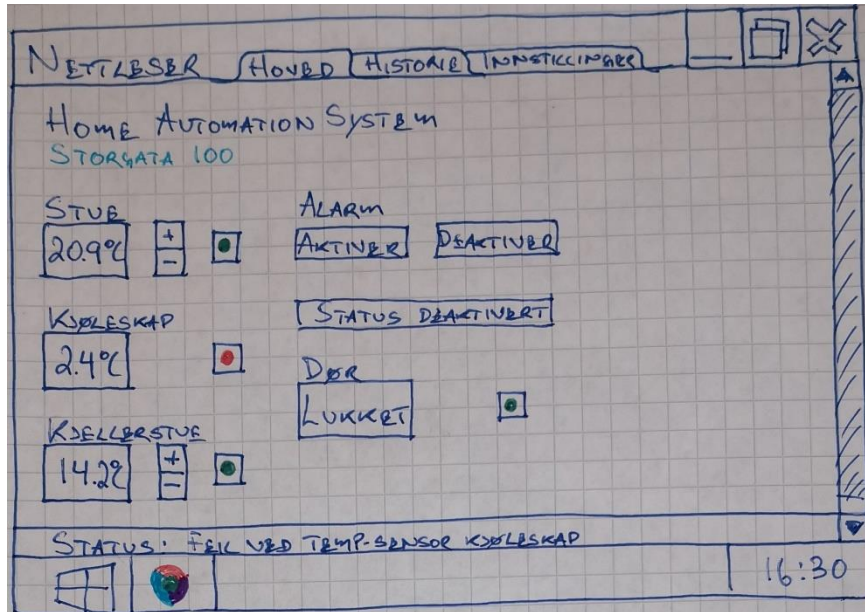 NETTLESER HOVED HISTORIE INNSTILLINGER
HOME AUTOMATION SYSTEM
STORGATA 100
STUE
20.9°C + -
KJØLESKAP
2.4°C
KJELLERSTUE
14.2°C + -
ALARM
AKTIVER DEAKTIVER
STATUS DEAKTIVERT
DØR
LUKKET
STATUS: FEIL VED TEMP-SENSOR KJØLESKAP
16:30